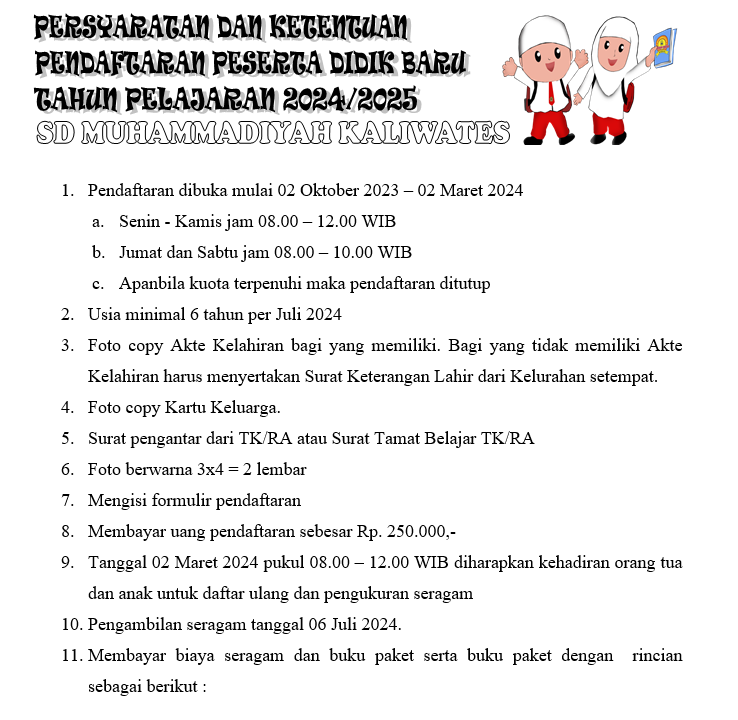 PERSYARATAN DAN KETENTUAN
PENDAFTARAN PESERTA DIDIK BARU
TAHUN PELAJARAN 2024/2025
SD MUHAMMADIYAH KALIWATES
1. Pendaftaran dibuka mulai 02 Oktober 2023 – 02 Maret 2024
a. Senin - Kamis jam 08.00 – 12.00 WIB
b. Jumat dan Sabtu jam 08.00 – 10.00 WIB
c. Apanbila kuota terpenuhi maka pendaftaran ditutup
2. Usia minimal 6 tahun per Juli 2024
3. Foto copy Akte Kelahiran bagi yang memiliki. Bagi yang tidak memiliki Akte
Kelahiran harus menyertakan Surat Keterangan Lahir dari Kelurahan setempat.
4. Foto copy Kartu Keluarga.
5. Surat pengantar dari TK/RA atau Surat Tamat Belajar TK/RA
6. Foto berwarna 3x4 = 2 lembar
7. Mengisi formulir pendaftaran
8. Membayar uang pendaftaran sebesar Rp. 250.000,-
9. Tanggal 02 Maret 2024 pukul 08.00 – 12.00 WIB diharapkan kehadiran orang tua
dan anak untuk daftar ulang dan pengukuran seragam
10. Pengambilan seragam tanggal 06 Juli 2024.
11. Membayar biaya seragam dan buku paket serta buku paket dengan rincian
sebagai berikut :